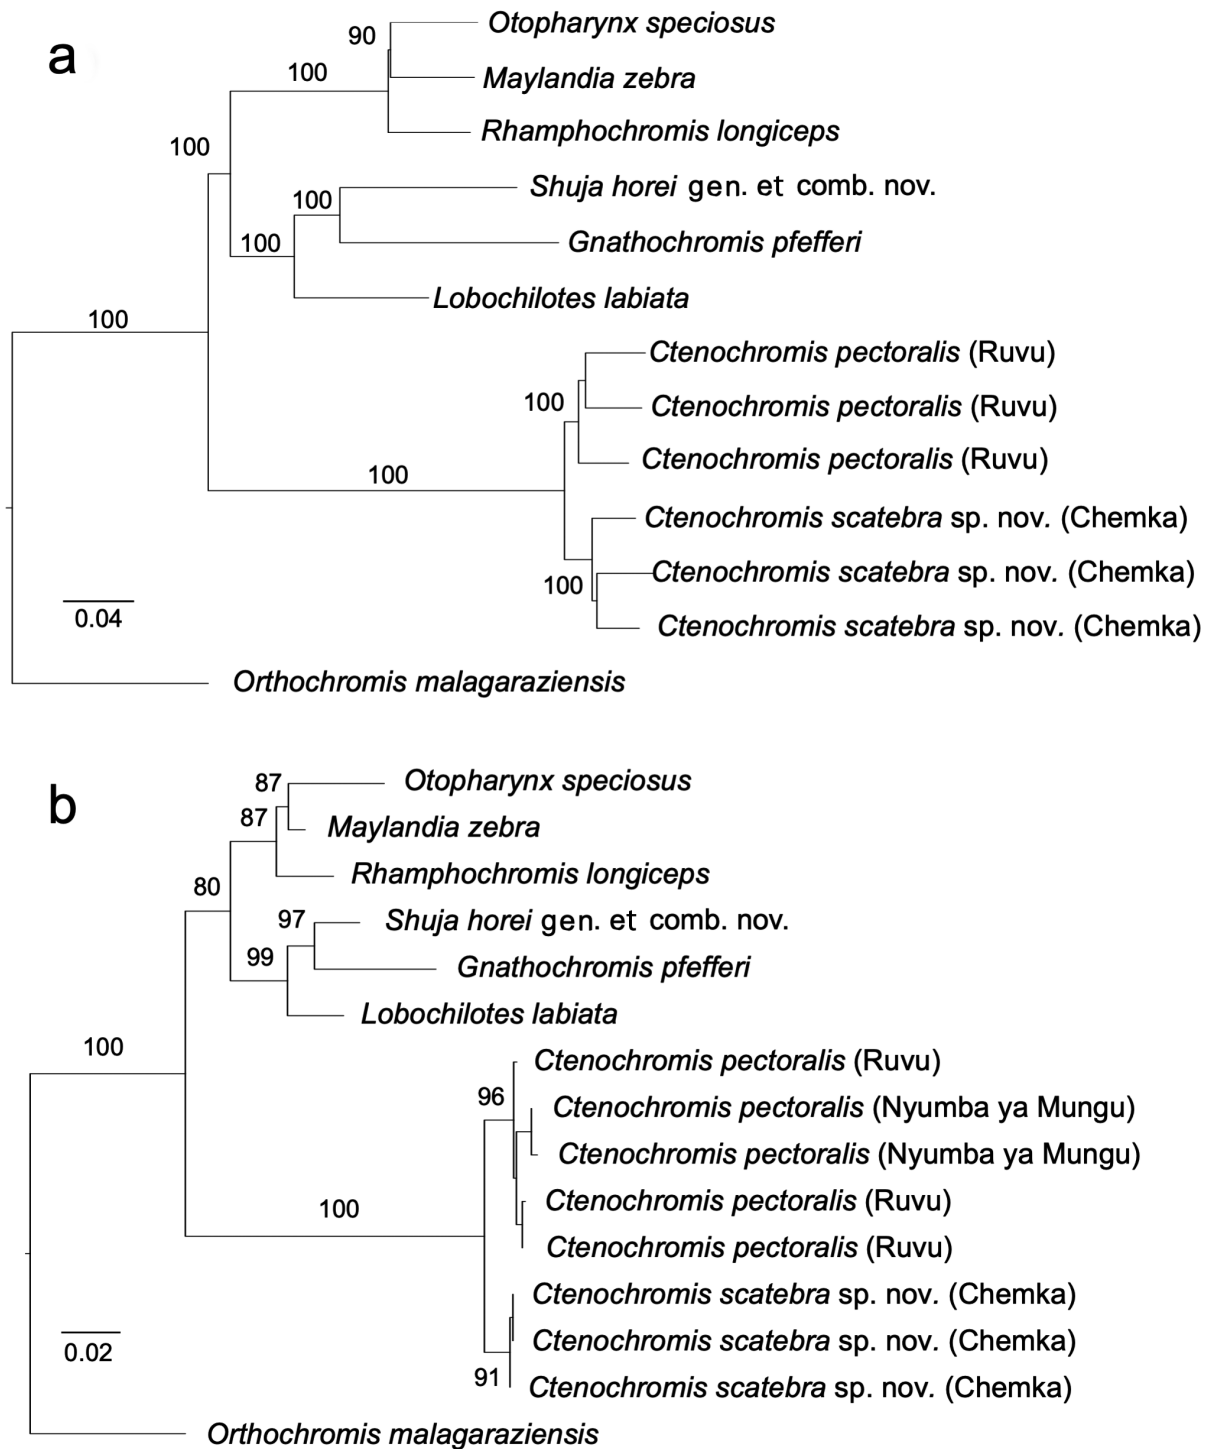 a
90
Otopharynx speciosus
100
Maylandia zebra
Rhamphochromis longiceps
100
Shuja horei gen. et comb. nov.
100
100
Gnathochromis pfefferi
Lobochilotes labiata
100
Ctenochromis pectoralis (Ruvu)
100
Ctenochromis pectoralis (Ruvu)
Ctenochromis pectoralis (Ruvu)
100
Ctenochromis scatebra sp. nov. (Chemka)
100
Ctenochromis scatebra sp. nov. (Chemka)
0.04
Ctenochromis scatebra sp. nov. (Chemka)
Orthochromis malagaraziensis
b
87
Otopharynx speciosus
87
Maylandia zebra
80
Rhamphochromis longiceps
97
Shuja horei gen. et comb. nov.
99
Gnathochromis pfefferi
Lobochilotes labiata
100
Ctenochromis pectoralis (Ruvu)
96
Ctenochromis pectoralis (Nyumba ya Mungu)
Ctenochromis pectoralis (Nyumba ya Mungu)
100
Ctenochromis pectoralis (Ruvu)
Ctenochromis pectoralis (Ruvu)
Ctenochromis scatebra sp. nov. (Chemka)
0.02
Ctenochromis scatebra sp. nov. (Chemka)
91
Ctenochromis scatebra sp. nov. (Chemka)
Orthochromis malagaraziensis